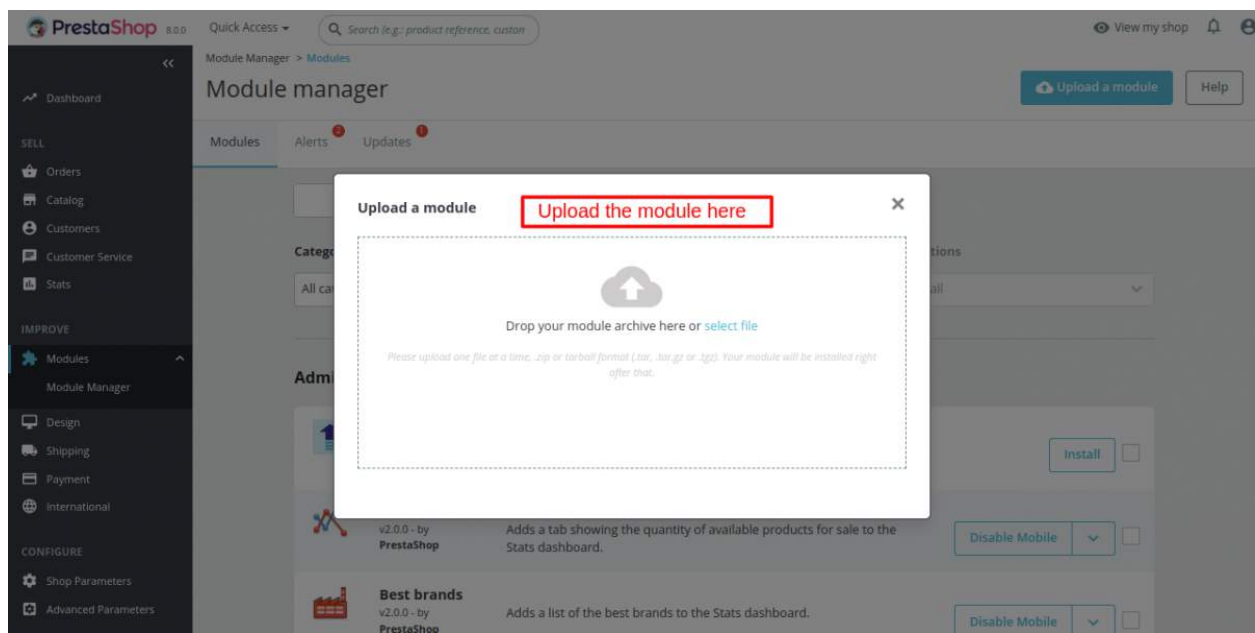 PrestaShop 8.0.0 Quick Access Search (e.g.: product reference, custom View my shop
Module Manager > Modules
Module manager
Upload a module Help
Dashboard
Modules Alerts 2 Updates 1
SELL
Orders
Catalog
Customers
Customer Service
Stats
IMPROVE
Modules
Module Manager
Design
Shipping
Payment
International
CONFIGURE
Shop Parameters
Advanced Parameters
Upload a module
Upload the module here
Drop your module archive here or select file
Please upload one file at a time, .zip or tarball format (.tar, .tar.gz or .tgz). Your module will be installed right
after that.
All
Install
v2.0.0 - by
PrestaShop
Adds a tab showing the quantity of available products for sale to the
Stats dashboard.
Disable Mobile
Best brands
v2.0.0 - by
PrestaShop
Adds a list of the best brands to the Stats dashboard.
Disable Mobile